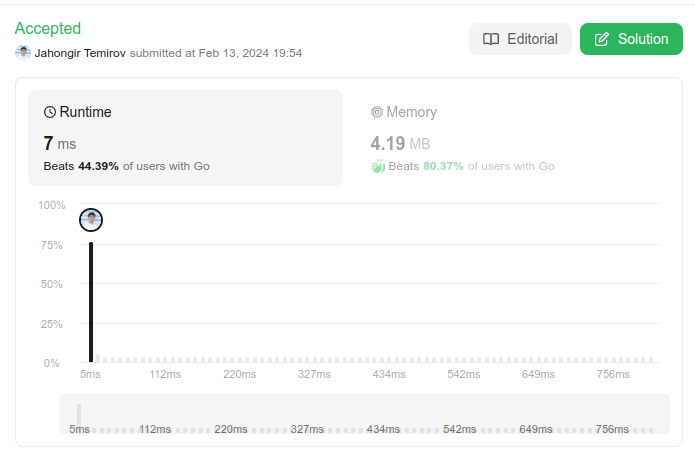 Accepted
Jahongir Temirov submitted at Feb 13, 2024 19:54
Editorial
Solution
Runtime
7 ms
Beats 44.39% of users with Go
Memory
4.19 MB
Beats 80.37% of users with Go
100%
75%
50%
25%
0%
5ms 112ms 220ms 327ms 434ms 542ms 649ms 756ms
5ms 112ms 220ms 327ms 434ms 542ms 649ms 756ms